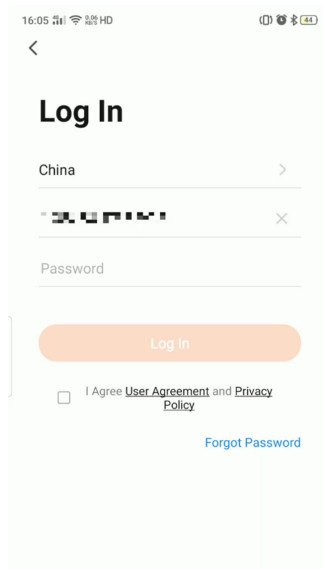 16:05 0.06 KB/S HD 44
Log In
China
Password
Log In
I Agree User Agreement and Privacy
Policy
Forgot Password